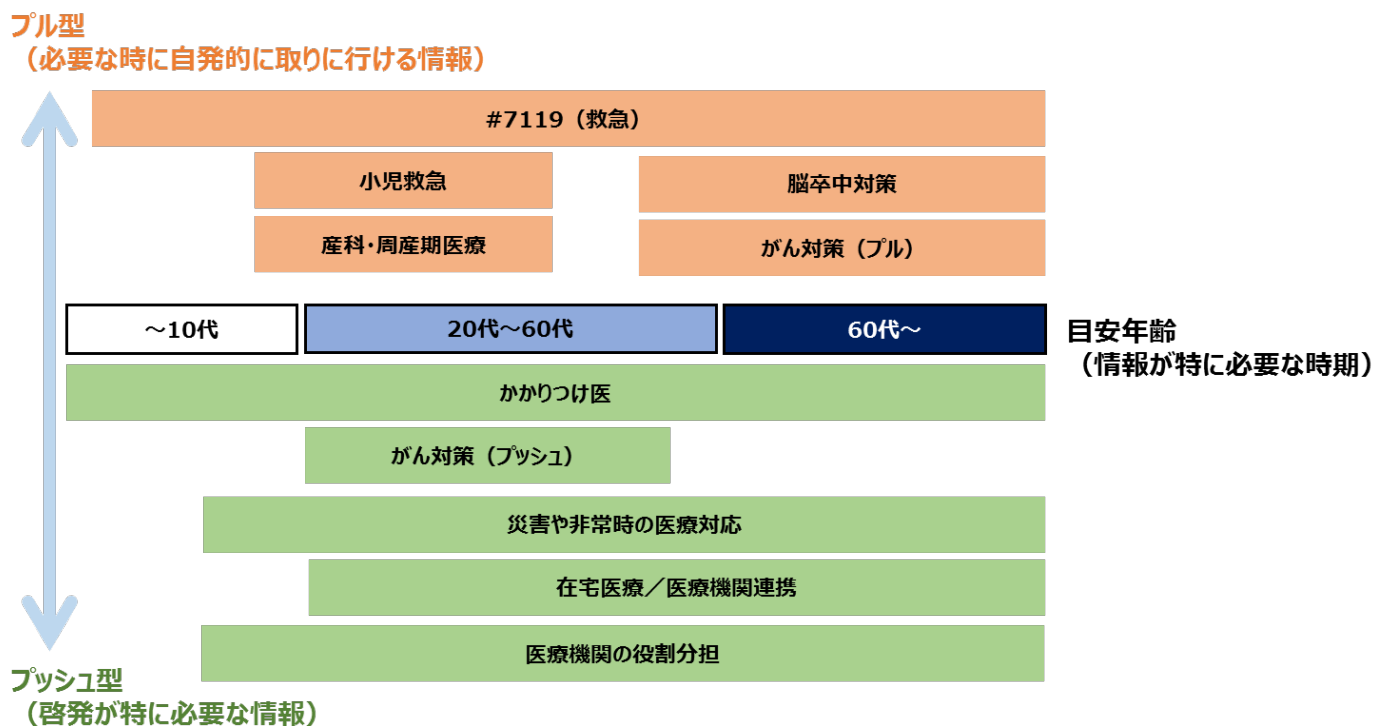 プル型
（必要な時に自発的に取りに行ける情報）
#7119（救急）
小児救急
脳卒中対策
産科・周産期医療
がん対策（プル）
～10代
20代～60代
60代～
目安年齢
（情報が特に必要な時期）
かかりつけ医
がん対策（プッシュ）
災害や非常時の医療対応
在宅医療／医療機関連携
医療機関の役割分担
プッシュ型
（啓発が特に必要な情報）